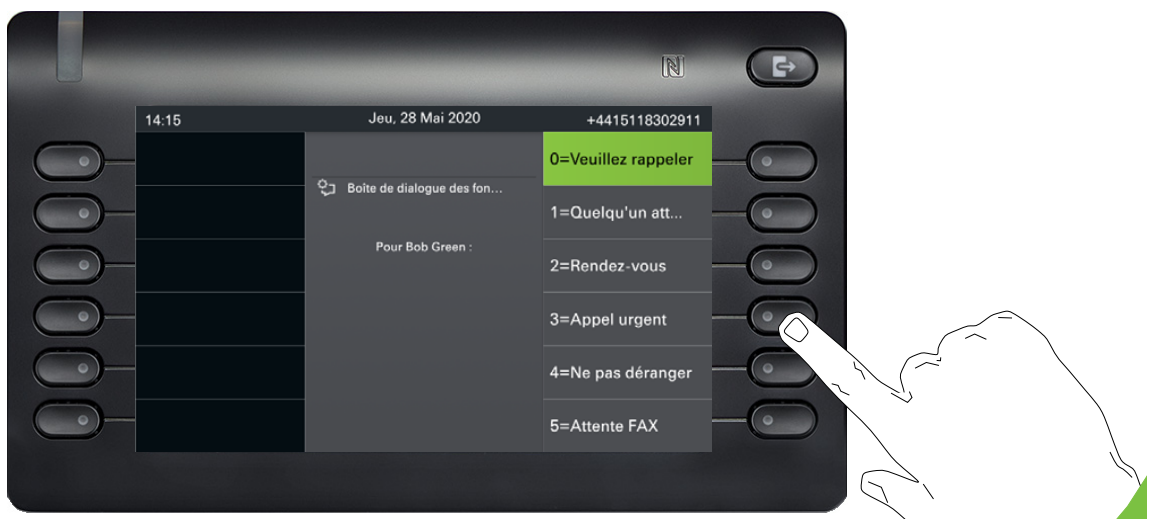 14:15 Jeu, 28 Mai 2020 +4415118302911
0=Veuillez rappeler
Boîte de dialogue des fon...
1=Quelqu'un att...
Pour Bob Green :
2=Rendez-vous
3=Appel urgent
4=Ne pas déranger
5=Attente FAX